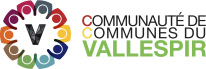 V
COMMUNAUTÉ DE
COMMUNES DU
VALLESPIR